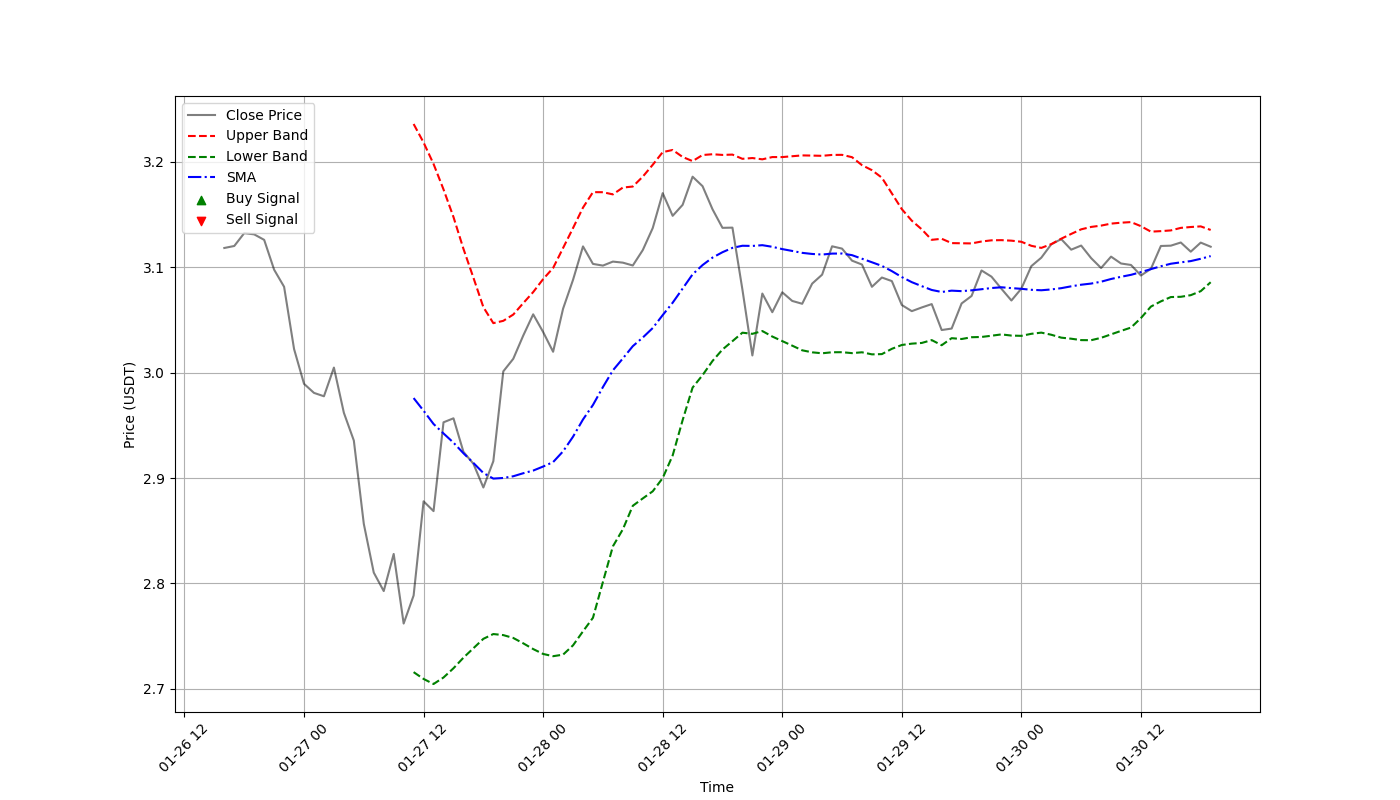 Close Price
Upper Band
Lower Band
SMA
Buy Signal
Sell Signal
3.2
3.1
3.0
2.9
2.8
2.7
Price (USDT)
01-26 12
01-27 00
01-27 12
01-28 00
01-28 12
01-29 00
01-29 12
01-30 00
01-30 12
Time